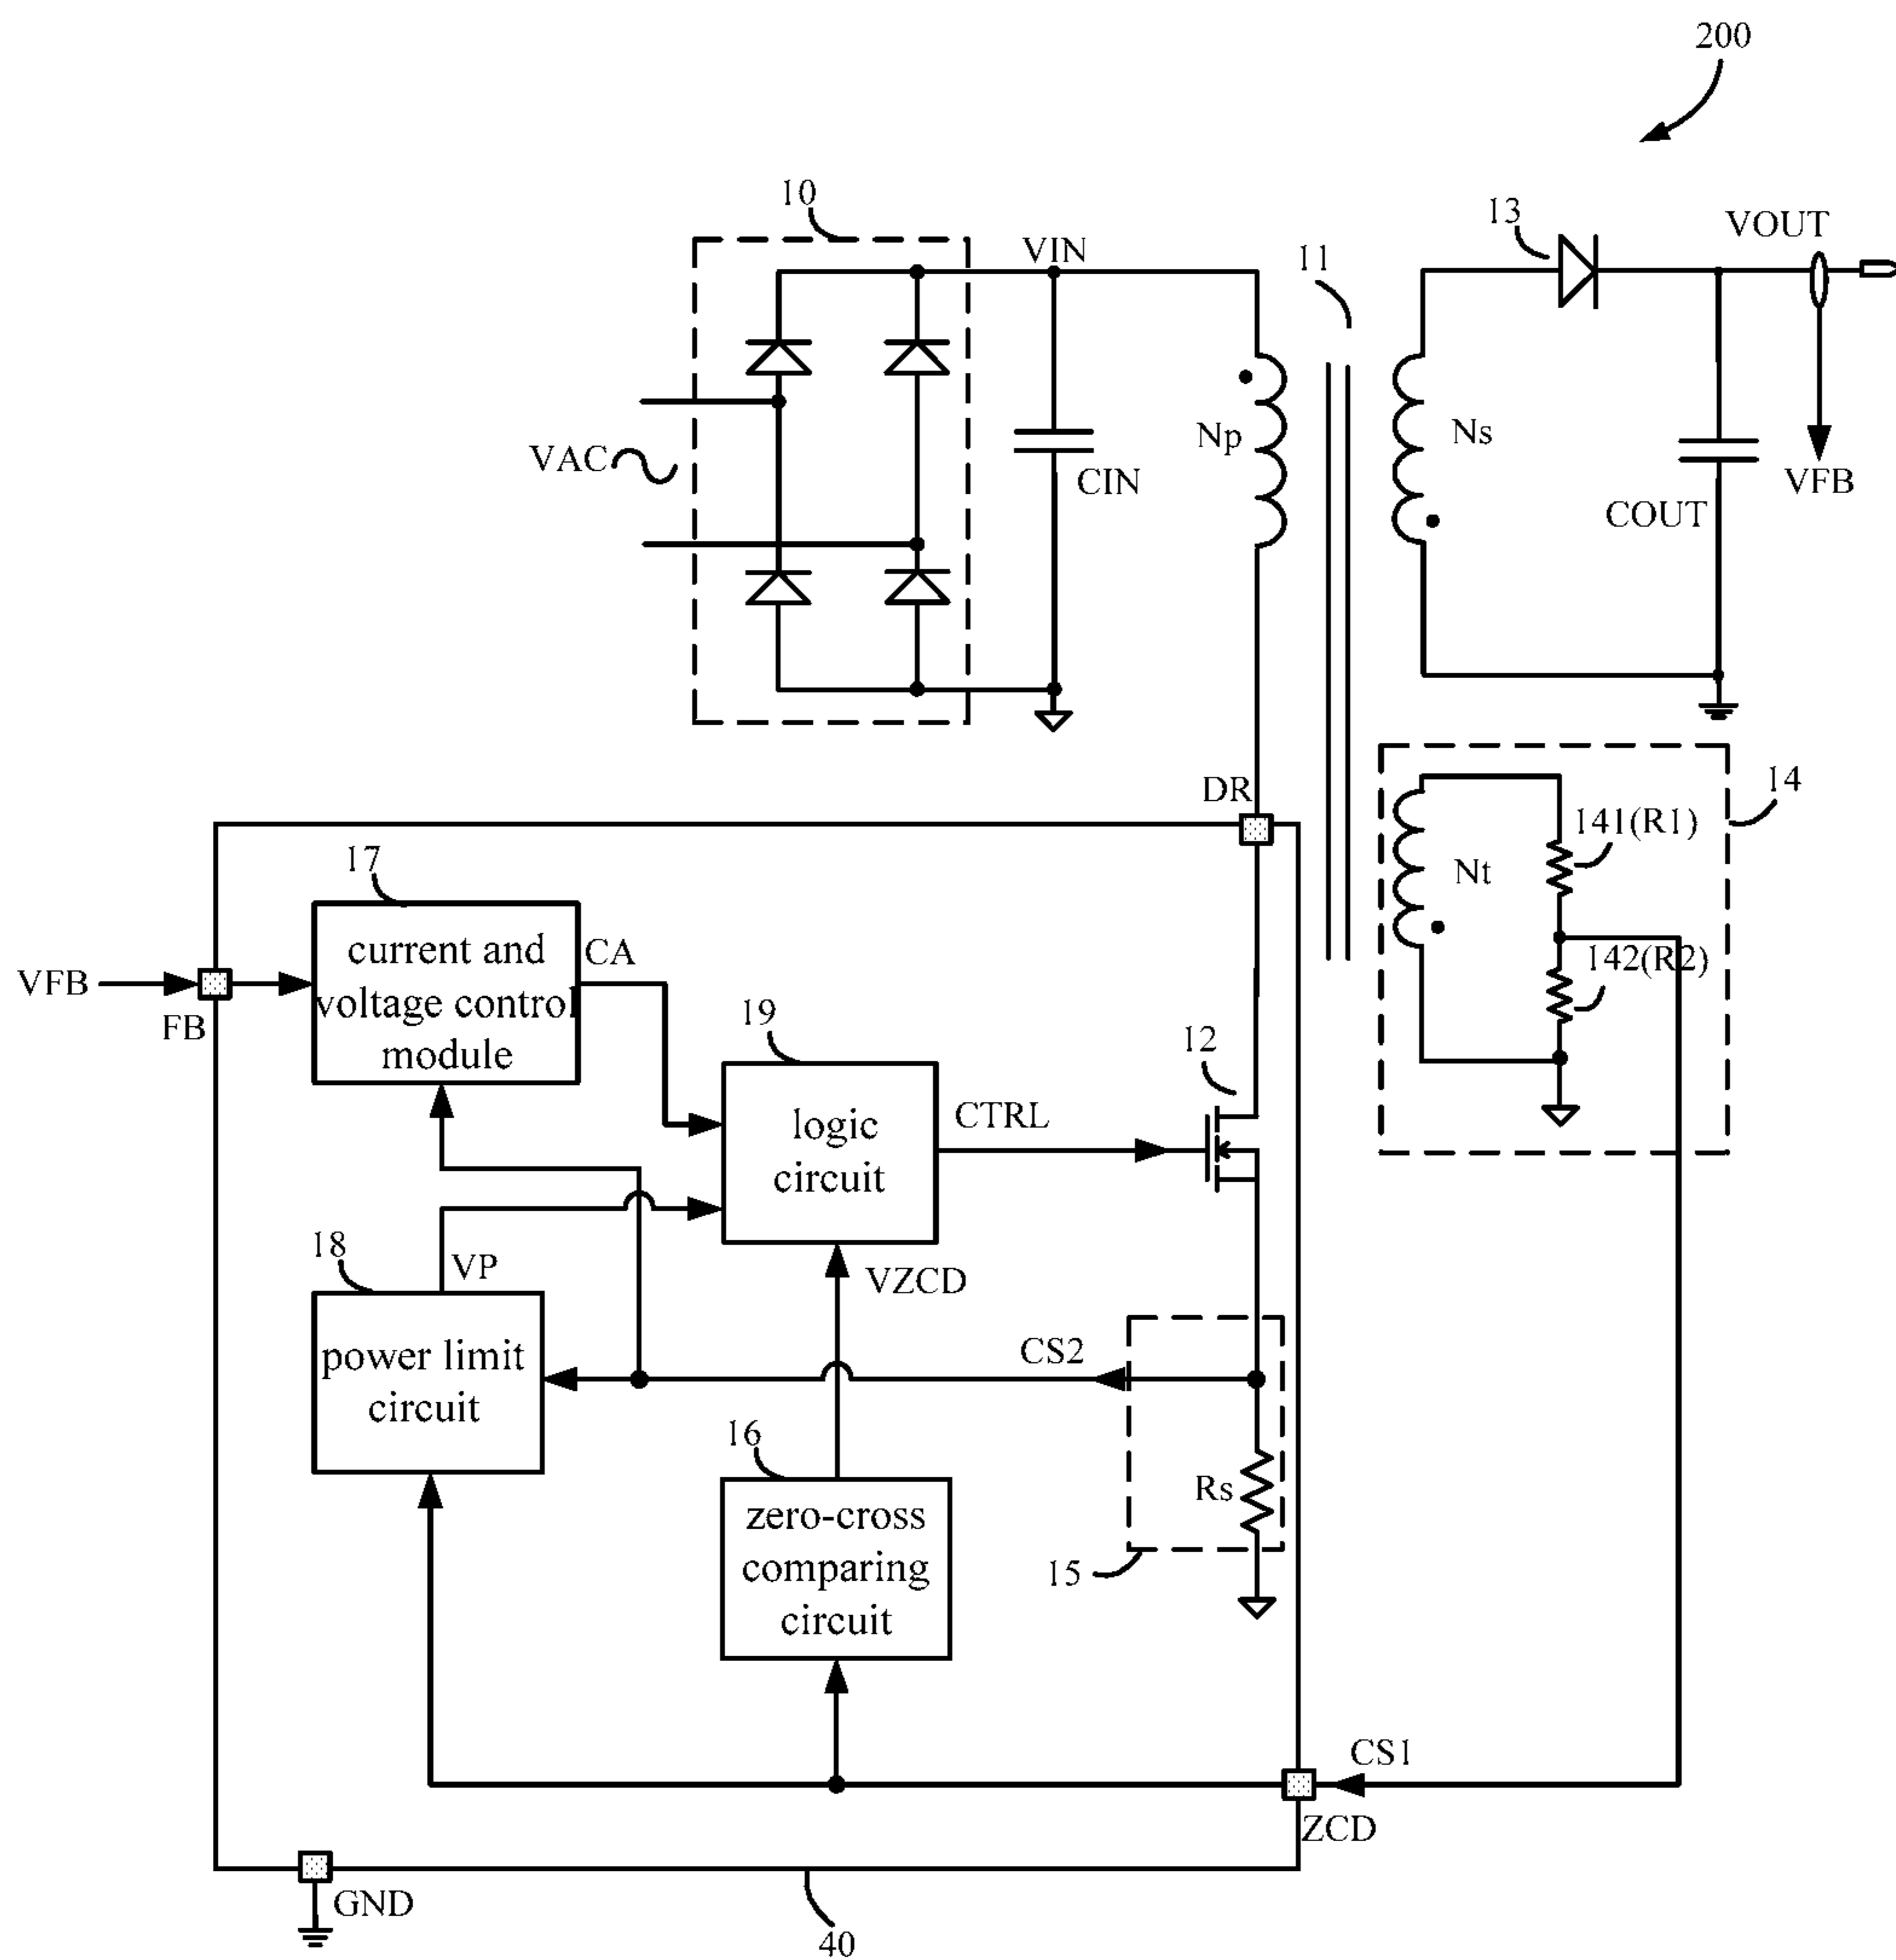 200
10
VIN
11
13
VOUT
VAC
CIN
Np
Ns
COUT
VFB
DR
14
141(R1)
Nt
142(R2)
17
current and
voltage control
module
CA
VFB
FB
19
logic
circuit
CTRL
12
18
VP
VZCD
power limit
circuit
CS2
16
zero-cross
comparing
circuit
Rs
15
CS1
ZCD
GND
40